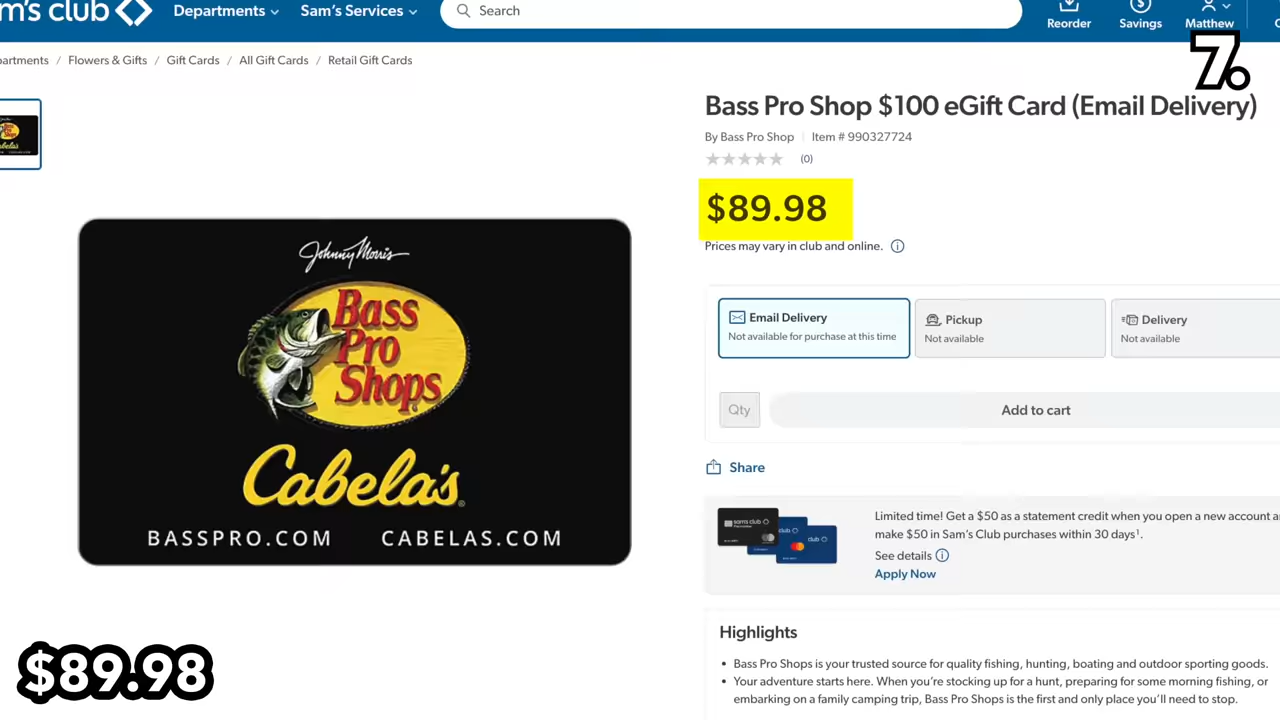 m's club
Departments
Sam's Services
Search
Reorder
Savings
Matthew
partments / Flowers & Gifts / Gift Cards / All Gift Cards / Retail Gift Cards
Bass Pro Shop $100 eGift Card (Email Delivery)
By Bass Pro Shop | Item # 990327724
(0)
$89.98
Prices may vary in club and online.
Johnny Morris
Bass
Pro
Shops
Cabela's
BASSPRO.COM CABELAS.COM
Email Delivery
Not available for purchase at this time
Pickup
Not available
Delivery
Not available
Qty
Add to cart
Share
Limited time! Get a $50 as a statement credit when you open a new account a
make $50 in Sam's Club purchases within 30 days¹.
See details
Apply Now
Highlights
• Bass Pro Shops is your trusted source for quality fishing, hunting, boating and outdoor sporting goods.
• Your adventure starts here. When you're stocking up for a hunt, preparing for some morning fishing, or
embarking on a family camping trip, Bass Pro Shops is the first and only place you'll need to stop.
$89.98